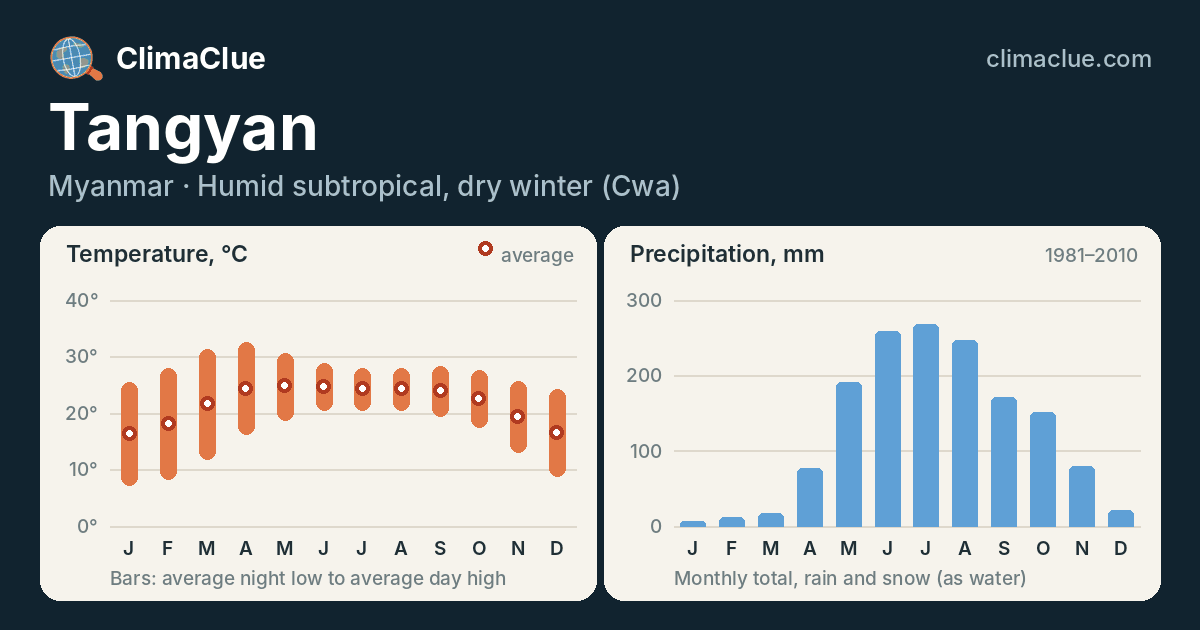 ClimaClue
climaclue.com
Tangyan
Myanmar · Humid subtropical, dry winter (Cwa)
Temperature, °C
average
40°
30°
20°
10°
0°
J F M A M J J A S O N D
Bars: average night low to average day high
Precipitation, mm
1981–2010
300
200
100
0
J F M A M J J A S O N D
Monthly total, rain and snow (as water)